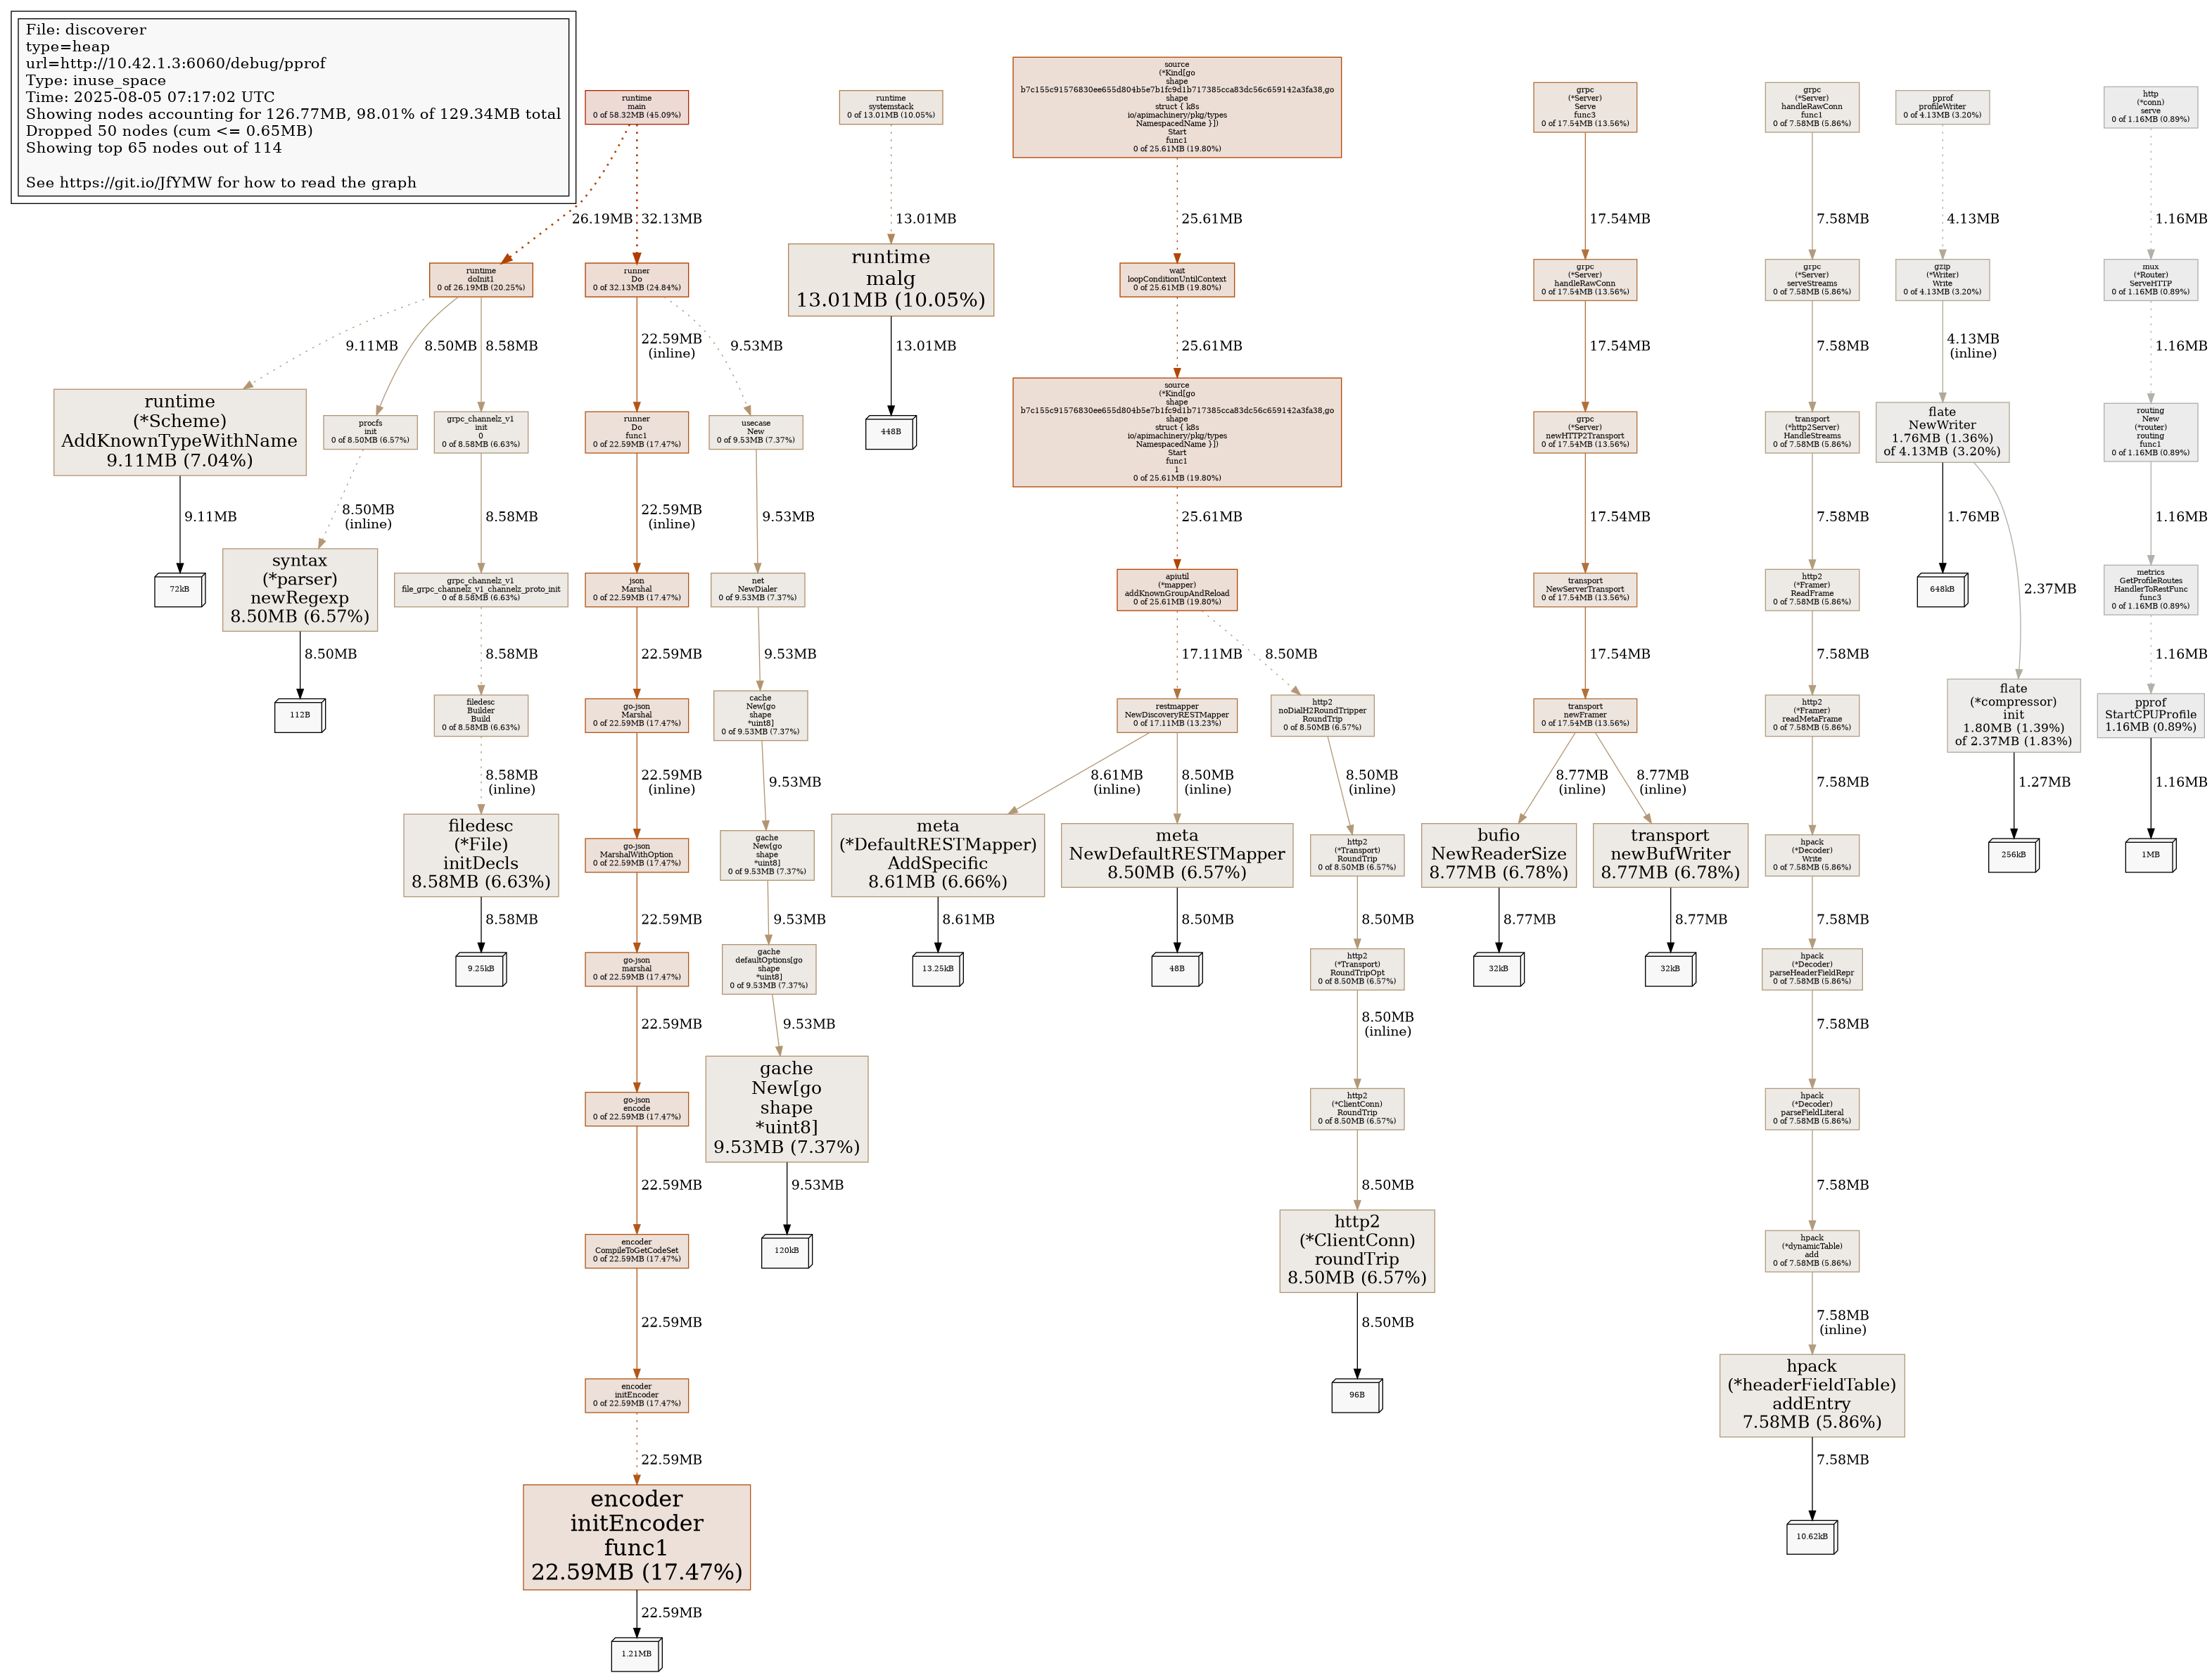 File: discoverer
type=heap
url=http://10.42.1.3:6060/debug/pprof
Type: inuse_space
Time: 2025-08-05 07:17:02 UTC
Showing nodes accounting for 126.77MB, 98.01% of 129.34MB total
Dropped 50 nodes (cum <= 0.65MB)
Showing top 65 nodes out of 114
See https://git.io/JfYMW for how to read the graph
runtime
main
0 of 58.32MB (45.09%)
26.19MB
32.13MB
runtime
doInit1
0 of 26.19MB (20.25%)
9.11MB
8.50MB
8.58MB
runtime
(*Scheme)
AddKnownTypeWithName
9.11MB (7.04%)
9.11MB
72kB
procfs
init
0 of 8.50MB (6.57%)
8.50MB
(inline)
syntax
(*parser)
newRegexp
8.50MB (6.57%)
8.50MB
112B
grpc_channelz_v1
init
0
0 of 8.58MB (6.63%)
8.58MB
grpc_channelz_v1
file_grpc_channelz_v1_channelz_proto_init
0 of 8.58MB (6.63%)
8.58MB
filedesc
Builder
Build
0 of 8.58MB (6.63%)
8.58MB
(inline)
filedesc
(*File)
initDecls
8.58MB (6.63%)
8.58MB
9.25kB
runner
Do
0 of 32.13MB (24.84%)
22.59MB
(inline)
9.53MB
runner
Do
func1
0 of 22.59MB (17.47%)
22.59MB
(inline)
json
Marshal
0 of 22.59MB (17.47%)
22.59MB
go-json
Marshal
0 of 22.59MB (17.47%)
22.59MB
(inline)
go-json
MarshalWithOption
0 of 22.59MB (17.47%)
22.59MB
go-json
marshal
0 of 22.59MB (17.47%)
22.59MB
go-json
encode
0 of 22.59MB (17.47%)
22.59MB
encoder
CompileToGetCodeSet
0 of 22.59MB (17.47%)
22.59MB
encoder
initEncoder
0 of 22.59MB (17.47%)
22.59MB
encoder
initEncoder
func1
22.59MB (17.47%)
22.59MB
1.21MB
usecase
New
0 of 9.53MB (7.37%)
9.53MB
net
NewDialer
0 of 9.53MB (7.37%)
9.53MB
cache
New[go
shape
*uint8]
0 of 9.53MB (7.37%)
9.53MB
gache
New[go
shape
*uint8]
0 of 9.53MB (7.37%)
9.53MB
gache
defaultOptions[go
shape
*uint8]
0 of 9.53MB (7.37%)
9.53MB
gache
New[go
shape
*uint8]
9.53MB (7.37%)
9.53MB
120kB
runtime
systemstack
0 of 13.01MB (10.05%)
13.01MB
runtime
malg
13.01MB (10.05%)
13.01MB
448B
source
(*Kind[go
shape
b7c155c91576830ee655d804b5e7b1fc9d1b717385cca83dc56c659142a3fa38,go
shape
struct { k8s
io/apimachinery/pkg/types
NamespacedName }])
Start
func1
0 of 25.61MB (19.80%)
25.61MB
wait
loopConditionUntilContext
0 of 25.61MB (19.80%)
25.61MB
source
(*Kind[go
shape
b7c155c91576830ee655d804b5e7b1fc9d1b717385cca83dc56c659142a3fa38,go
shape
struct { k8s
io/apimachinery/pkg/types
NamespacedName }])
Start
func1
1
0 of 25.61MB (19.80%)
25.61MB
apiutil
(*mapper)
addKnownGroupAndReload
0 of 25.61MB (19.80%)
17.11MB
8.50MB
restmapper
NewDiscoveryRESTMapper
0 of 17.11MB (13.23%)
8.61MB
(inline)
8.50MB
(inline)
meta
(*DefaultRESTMapper)
AddSpecific
8.61MB (6.66%)
8.61MB
13.25kB
meta
NewDefaultRESTMapper
8.50MB (6.57%)
8.50MB
48B
http2
noDialH2RoundTripper
RoundTrip
0 of 8.50MB (6.57%)
8.50MB
(inline)
http2
(*Transport)
RoundTrip
0 of 8.50MB (6.57%)
8.50MB
http2
(*Transport)
RoundTripOpt
0 of 8.50MB (6.57%)
8.50MB
(inline)
http2
(*ClientConn)
RoundTrip
0 of 8.50MB (6.57%)
8.50MB
http2
(*ClientConn)
roundTrip
8.50MB (6.57%)
8.50MB
96B
grpc
(*Server)
Serve
func3
0 of 17.54MB (13.56%)
17.54MB
grpc
(*Server)
handleRawConn
0 of 17.54MB (13.56%)
17.54MB
grpc
(*Server)
newHTTP2Transport
0 of 17.54MB (13.56%)
17.54MB
transport
NewServerTransport
0 of 17.54MB (13.56%)
17.54MB
transport
newFramer
0 of 17.54MB (13.56%)
8.77MB
(inline)
8.77MB
(inline)
bufio
NewReaderSize
8.77MB (6.78%)
8.77MB
32kB
transport
newBufWriter
8.77MB (6.78%)
8.77MB
32kB
grpc
(*Server)
handleRawConn
func1
0 of 7.58MB (5.86%)
7.58MB
grpc
(*Server)
serveStreams
0 of 7.58MB (5.86%)
7.58MB
transport
(*http2Server)
HandleStreams
0 of 7.58MB (5.86%)
7.58MB
http2
(*Framer)
ReadFrame
0 of 7.58MB (5.86%)
7.58MB
http2
(*Framer)
readMetaFrame
0 of 7.58MB (5.86%)
7.58MB
hpack
(*Decoder)
Write
0 of 7.58MB (5.86%)
7.58MB
hpack
(*Decoder)
parseHeaderFieldRepr
0 of 7.58MB (5.86%)
7.58MB
hpack
(*Decoder)
parseFieldLiteral
0 of 7.58MB (5.86%)
7.58MB
hpack
(*dynamicTable)
add
0 of 7.58MB (5.86%)
7.58MB
(inline)
hpack
(*headerFieldTable)
addEntry
7.58MB (5.86%)
7.58MB
10.62kB
pprof
profileWriter
0 of 4.13MB (3.20%)
4.13MB
gzip
(*Writer)
Write
0 of 4.13MB (3.20%)
4.13MB
(inline)
flate
NewWriter
1.76MB (1.36%)
of 4.13MB (3.20%)
1.76MB
648kB
2.37MB
flate
(*compressor)
init
1.80MB (1.39%)
of 2.37MB (1.83%)
1.27MB
256kB
http
(*conn)
serve
0 of 1.16MB (0.89%)
1.16MB
mux
(*Router)
ServeHTTP
0 of 1.16MB (0.89%)
1.16MB
routing
New
(*router)
routing
func1
0 of 1.16MB (0.89%)
1.16MB
metrics
GetProfileRoutes
HandlerToRestFunc
func3
0 of 1.16MB (0.89%)
1.16MB
pprof
StartCPUProfile
1.16MB (0.89%)
1.16MB
1MB